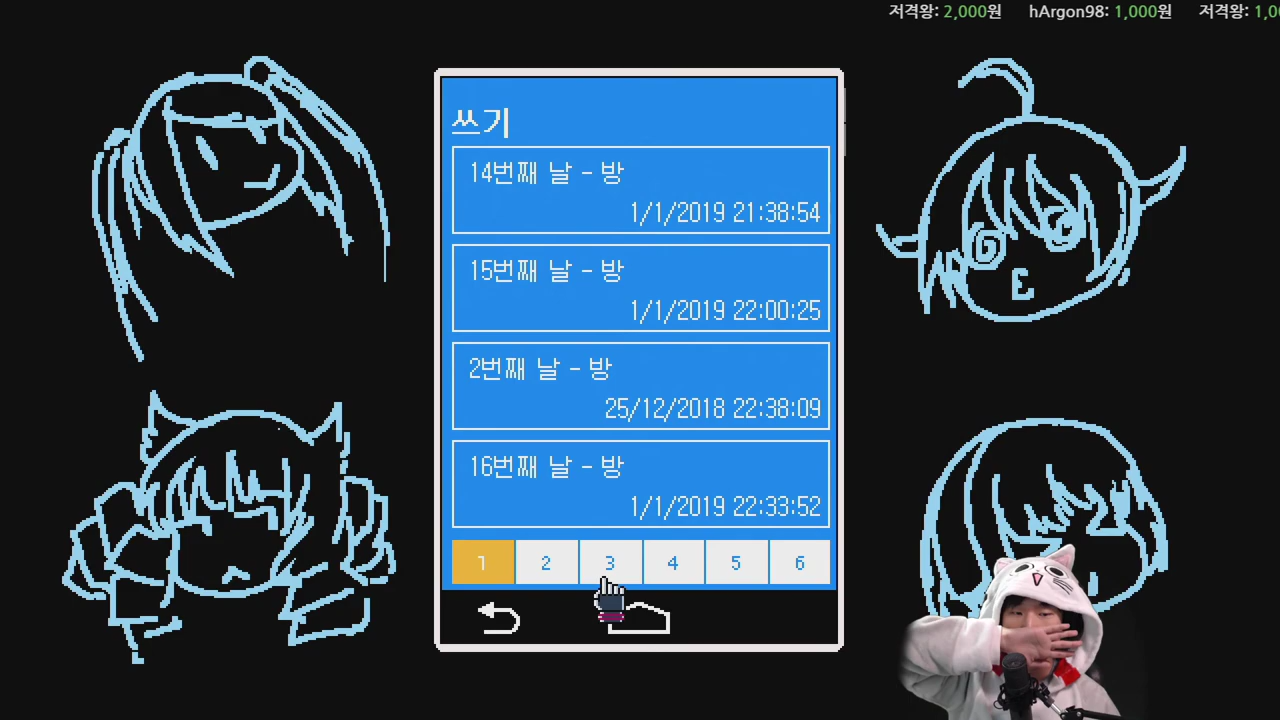 저격왕: 2,000원 hArgon98: 1,000원 저격왕: 1,00
쓰기
14번째 날 - 방
1/1/2019 21:38:54
15번째 날 - 방
1/1/2019 22:00:25
2번째 날 - 방
25/12/2018 22:38:09
16번째 날 - 방
1/1/2019 22:33:52
1 2 3 4 5 6